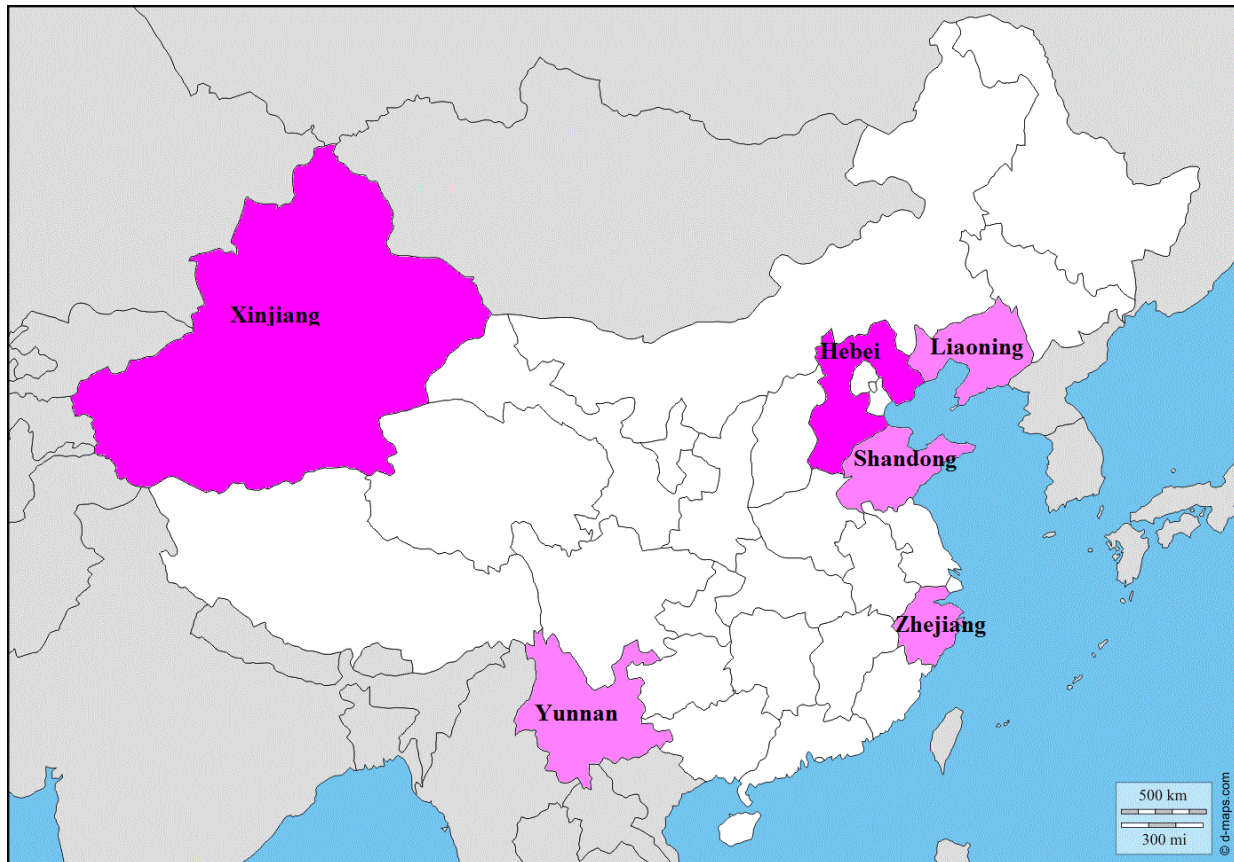 Xinjiang
Hebei
Liaoning
Shandong
Zhejiang
Yunnan
500 km
300 mi
© d-maps.com